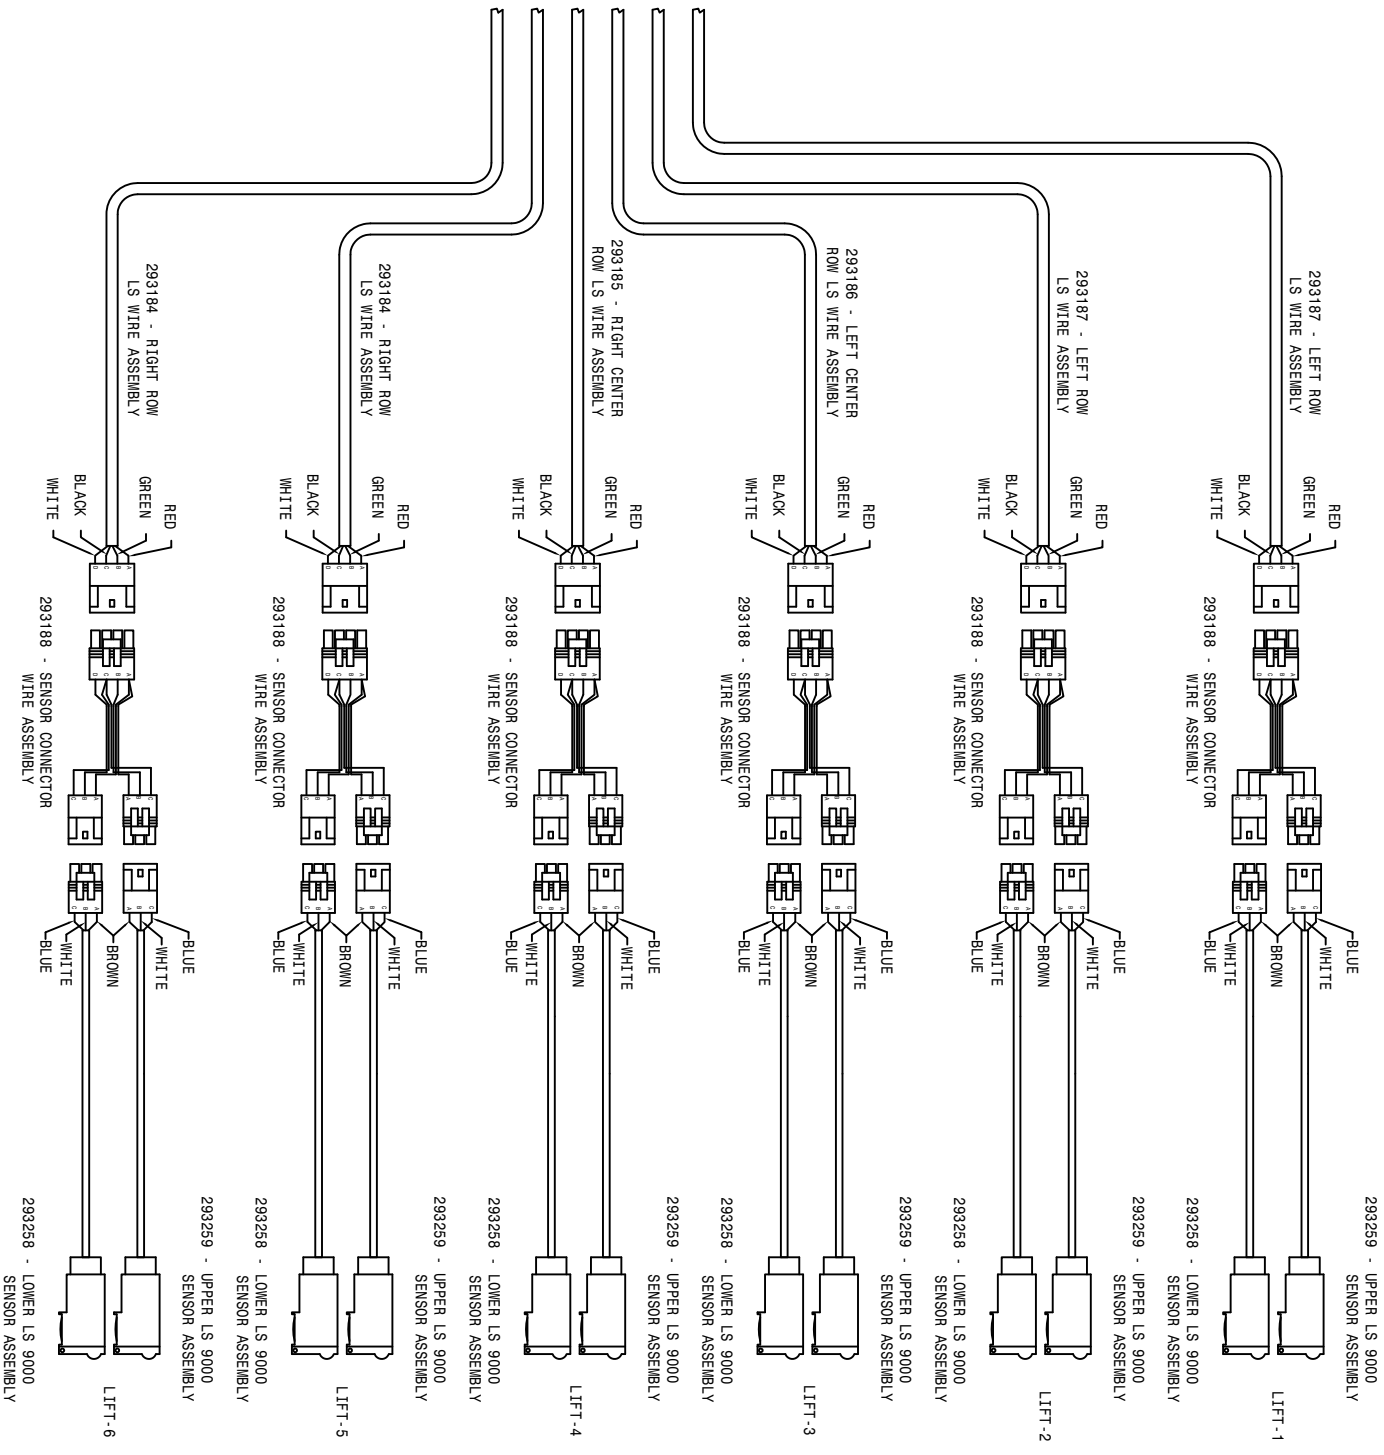 293187 - LEFT ROW
LS WIRE ASSEMBLY
RED
GREEN
BLACK
WHITE
A
B
C
D
293188 - SENSOR CONNECTOR
WIRE ASSEMBLY
A
B
C
D
C
B
A
A
B
C
C
B
A
A
B
C
BLUE
WHITE
BROWN
WHITE
BLUE
293259 - UPPER LS 9000
SENSOR ASSEMBLY
293258 - LOWER LS 9000
SENSOR ASSEMBLY
LIFT-1
293187 - LEFT ROW
LS WIRE ASSEMBLY
RED
GREEN
BLACK
WHITE
A
B
C
D
293188 - SENSOR CONNECTOR
WIRE ASSEMBLY
A
B
C
D
C
B
A
A
B
C
C
B
A
A
B
C
BLUE
WHITE
BROWN
WHITE
BLUE
293259 - UPPER LS 9000
SENSOR ASSEMBLY
293258 - LOWER LS 9000
SENSOR ASSEMBLY
LIFT-2
293186 - LEFT CENTER
ROW LS WIRE ASSEMBLY
RED
GREEN
BLACK
WHITE
A
B
C
D
293188 - SENSOR CONNECTOR
WIRE ASSEMBLY
A
B
C
D
C
B
A
A
B
C
C
B
A
A
B
C
BLUE
WHITE
BROWN
WHITE
BLUE
293259 - UPPER LS 9000
SENSOR ASSEMBLY
293258 - LOWER LS 9000
SENSOR ASSEMBLY
LIFT-3
293185 - RIGHT CENTER
ROW LS WIRE ASSEMBLY
RED
GREEN
BLACK
WHITE
A
B
C
D
293188 - SENSOR CONNECTOR
WIRE ASSEMBLY
A
B
C
D
C
B
A
A
B
C
C
B
A
A
B
C
BLUE
WHITE
BROWN
WHITE
BLUE
293259 - UPPER LS 9000
SENSOR ASSEMBLY
293258 - LOWER LS 9000
SENSOR ASSEMBLY
LIFT-4
293184 - RIGHT ROW
LS WIRE ASSEMBLY
RED
GREEN
BLACK
WHITE
A
B
C
D
293188 - SENSOR CONNECTOR
WIRE ASSEMBLY
A
B
C
D
C
B
A
A
B
C
C
B
A
A
B
C
BLUE
WHITE
BROWN
WHITE
BLUE
293259 - UPPER LS 9000
SENSOR ASSEMBLY
293258 - LOWER LS 9000
SENSOR ASSEMBLY
LIFT-5
293184 - RIGHT ROW
LS WIRE ASSEMBLY
RED
GREEN
BLACK
WHITE
A
B
C
D
293188 - SENSOR CONNECTOR
WIRE ASSEMBLY
A
B
C
D
C
B
A
A
B
C
C
B
A
A
B
C
BLUE
WHITE
BROWN
WHITE
BLUE
293259 - UPPER LS 9000
SENSOR ASSEMBLY
293258 - LOWER LS 9000
SENSOR ASSEMBLY
LIFT-6